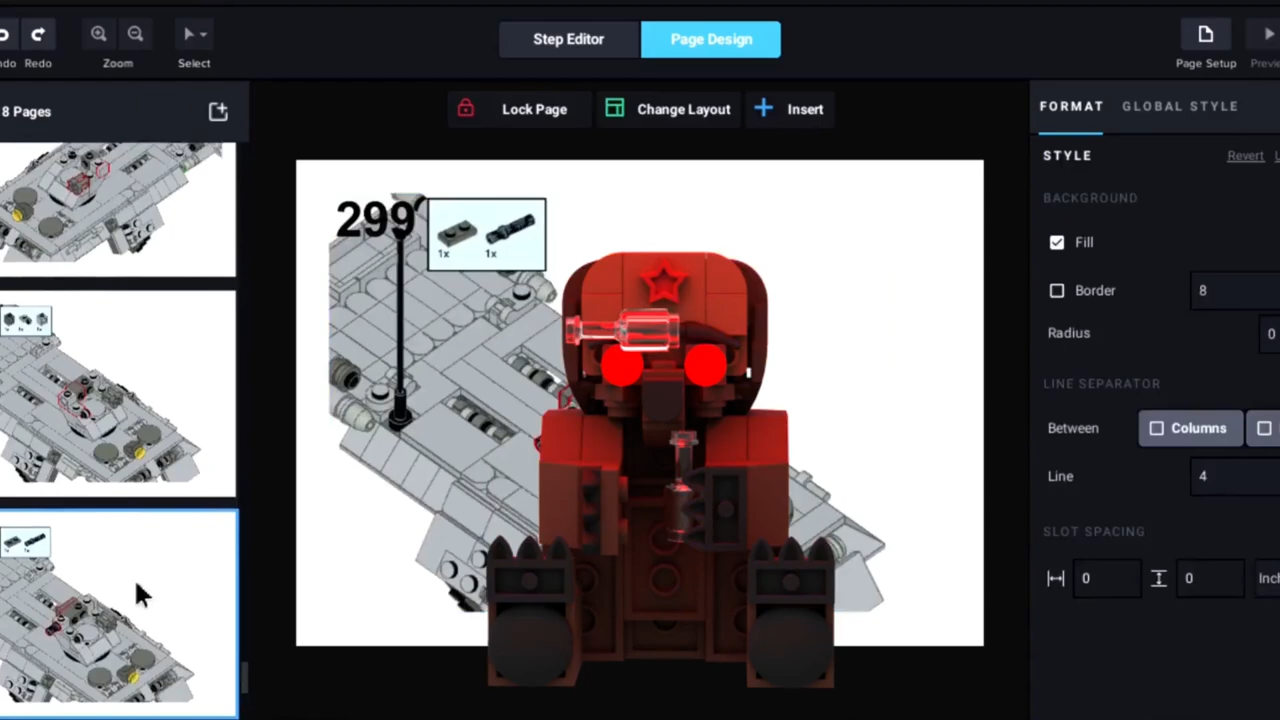 Step Editor
Page Design
ndo
Redo
Zoom
Select
Page Setup
Previe
8 Pages
Lock Page
Change Layout
Insert
FORMAT
GLOBAL STYLE
STYLE
Revert
BACKGROUND
Fill
Border
8
Radius
0
LINE SEPARATOR
Between
Columns
Line
4
SLOT SPACING
0
0
Inch
299
1x
1x